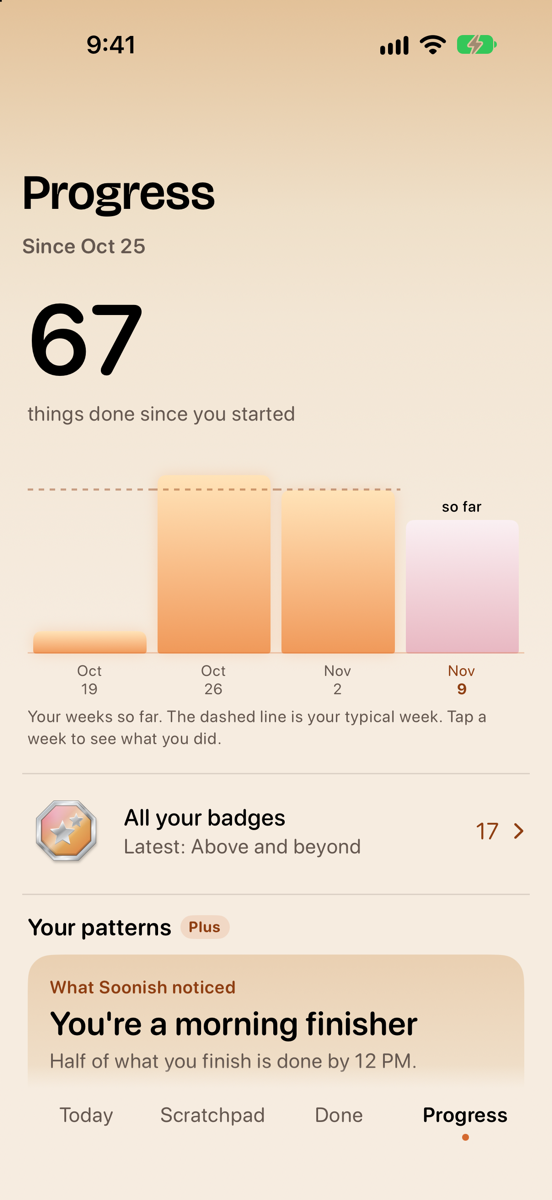 9:41
Progress
Since Oct 25
67
things done since you started
so far
Oct
19
Oct
26
Nov
2
Nov
9
Your weeks so far. The dashed line is your typical week. Tap a
week to see what you did.
All your badges
Latest: Above and beyond
17
Your patterns Plus
What Soonish noticed
You're a morning finisher
Half of what you finish is done by 12 PM.
Today Scratchpad Done Progress